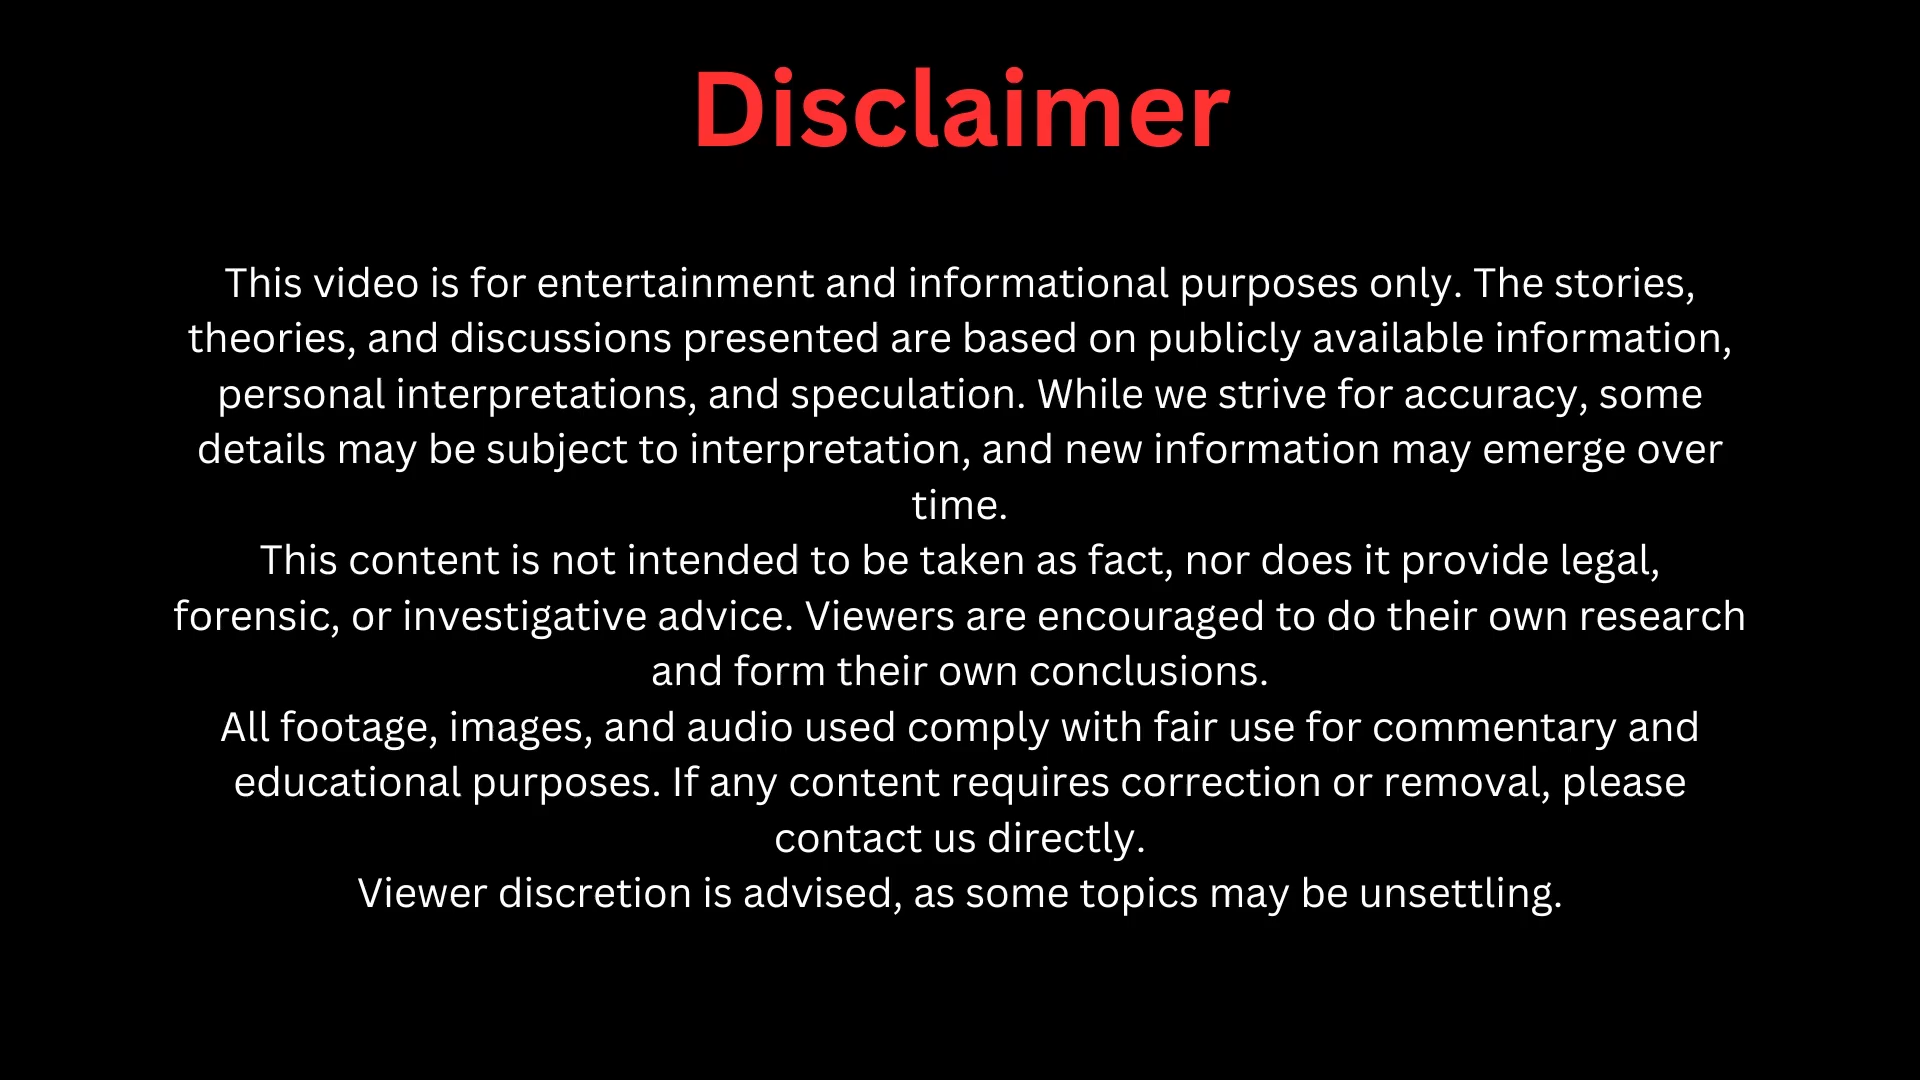 Disclaimer
This video is for entertainment and informational purposes only. The stories,
theories, and discussions presented are based on publicly available information,
personal interpretations, and speculation. While we strive for accuracy, some
details may be subject to interpretation, and new information may emerge over
time.
This content is not intended to be taken as fact, nor does it provide legal,
forensic, or investigative advice. Viewers are encouraged to do their own research
and form their own conclusions.
All footage, images, and audio used comply with fair use for commentary and
educational purposes. If any content requires correction or removal, please
contact us directly.
Viewer discretion is advised, as some topics may be unsettling.